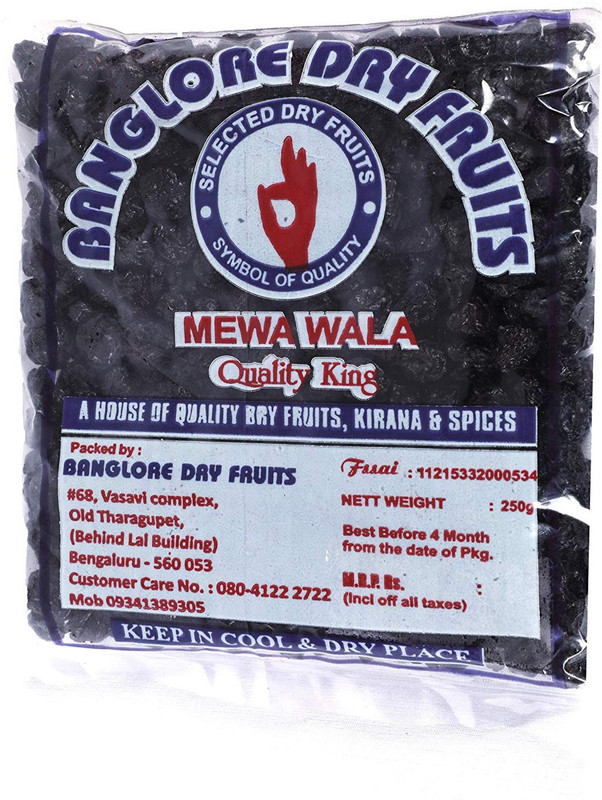 BANGLORE DRY FRUITS
SELECTED DRY FRUITS
SYMBOL OF QUALITY
MEWA WALA
Quality King
A HOUSE OF QUALITY BRY FRUITS, KIRANA & SPICES
Packed by :
BANGLORE DRY FRUITS
#68, Vasavi complex,
Old Tharagupet,
(Behind Lal Building)
Bengaluru - 560 053
Customer Care No. : 080-4122 2722
Mob 09341389305
Fssai : 11215332000534
NETT WEIGHT : 250g
Best Before 4 Month
from the date of Pkg.
M.R.P. Rs. :
(Incl off all taxes)
KEEP IN COOL & DRY PLACE